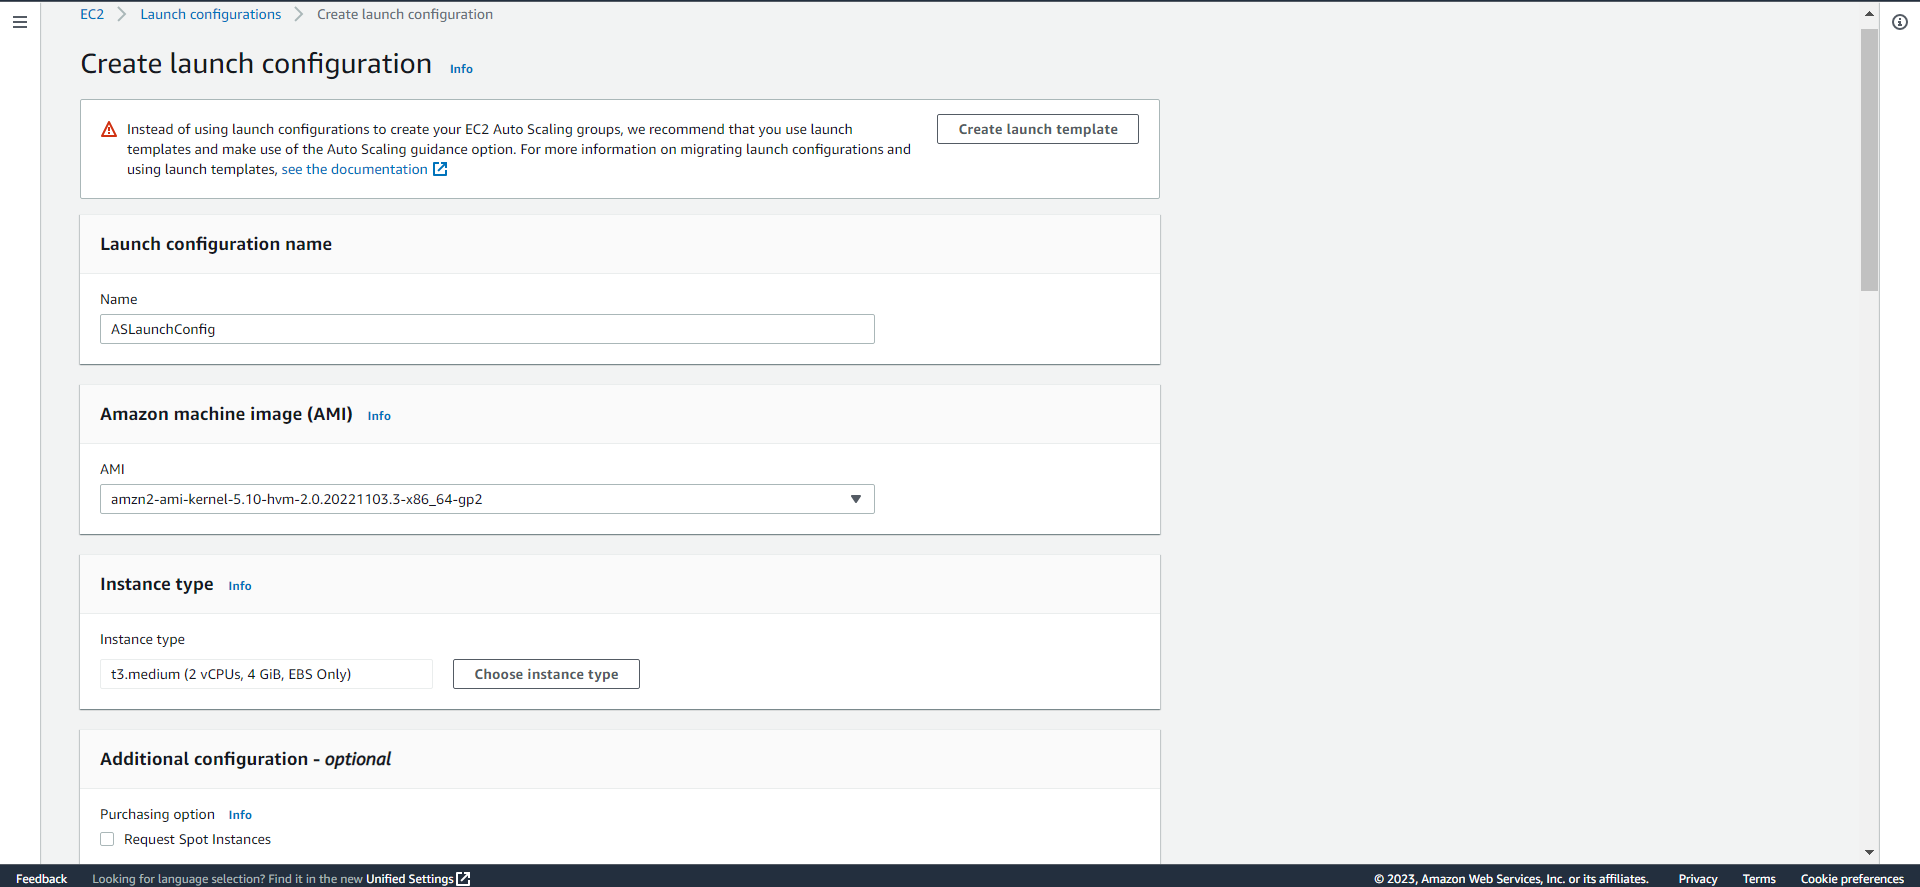 EC2 Launch configurations Create launch configuration
Create launch configuration Info
Instead of using launch configurations to create your EC2 Auto Scaling groups, we recommend that you use launch
templates and make use of the Auto Scaling guidance option. For more information on migrating launch configurations and
using launch templates, see the documentation
Create launch template
Launch configuration name
Name
ASLaunchConfig
Amazon machine image (AMI) Info
AMI
amzn2-ami-kernel-5.10-hvm-2.0.20221103.3-x86_64-gp2
Instance type Info
Instance type
t3.medium (2 vCPUs, 4 GiB, EBS Only)
Choose instance type
Additional configuration - optional
Purchasing option Info
Request Spot Instances
Feedback Looking for language selection? Find it in the new Unified Settings © 2023, Amazon Web Services, Inc. or its affiliates. Privacy Terms Cookie preferences